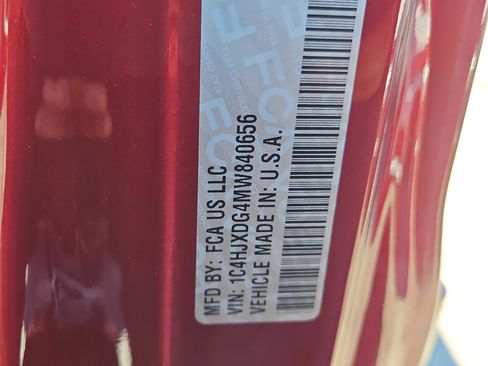 MFD BY: FCA US LLC
VIN: 1C4HJXDG4MW840656
VEHICLE MADE IN: U.S.A.